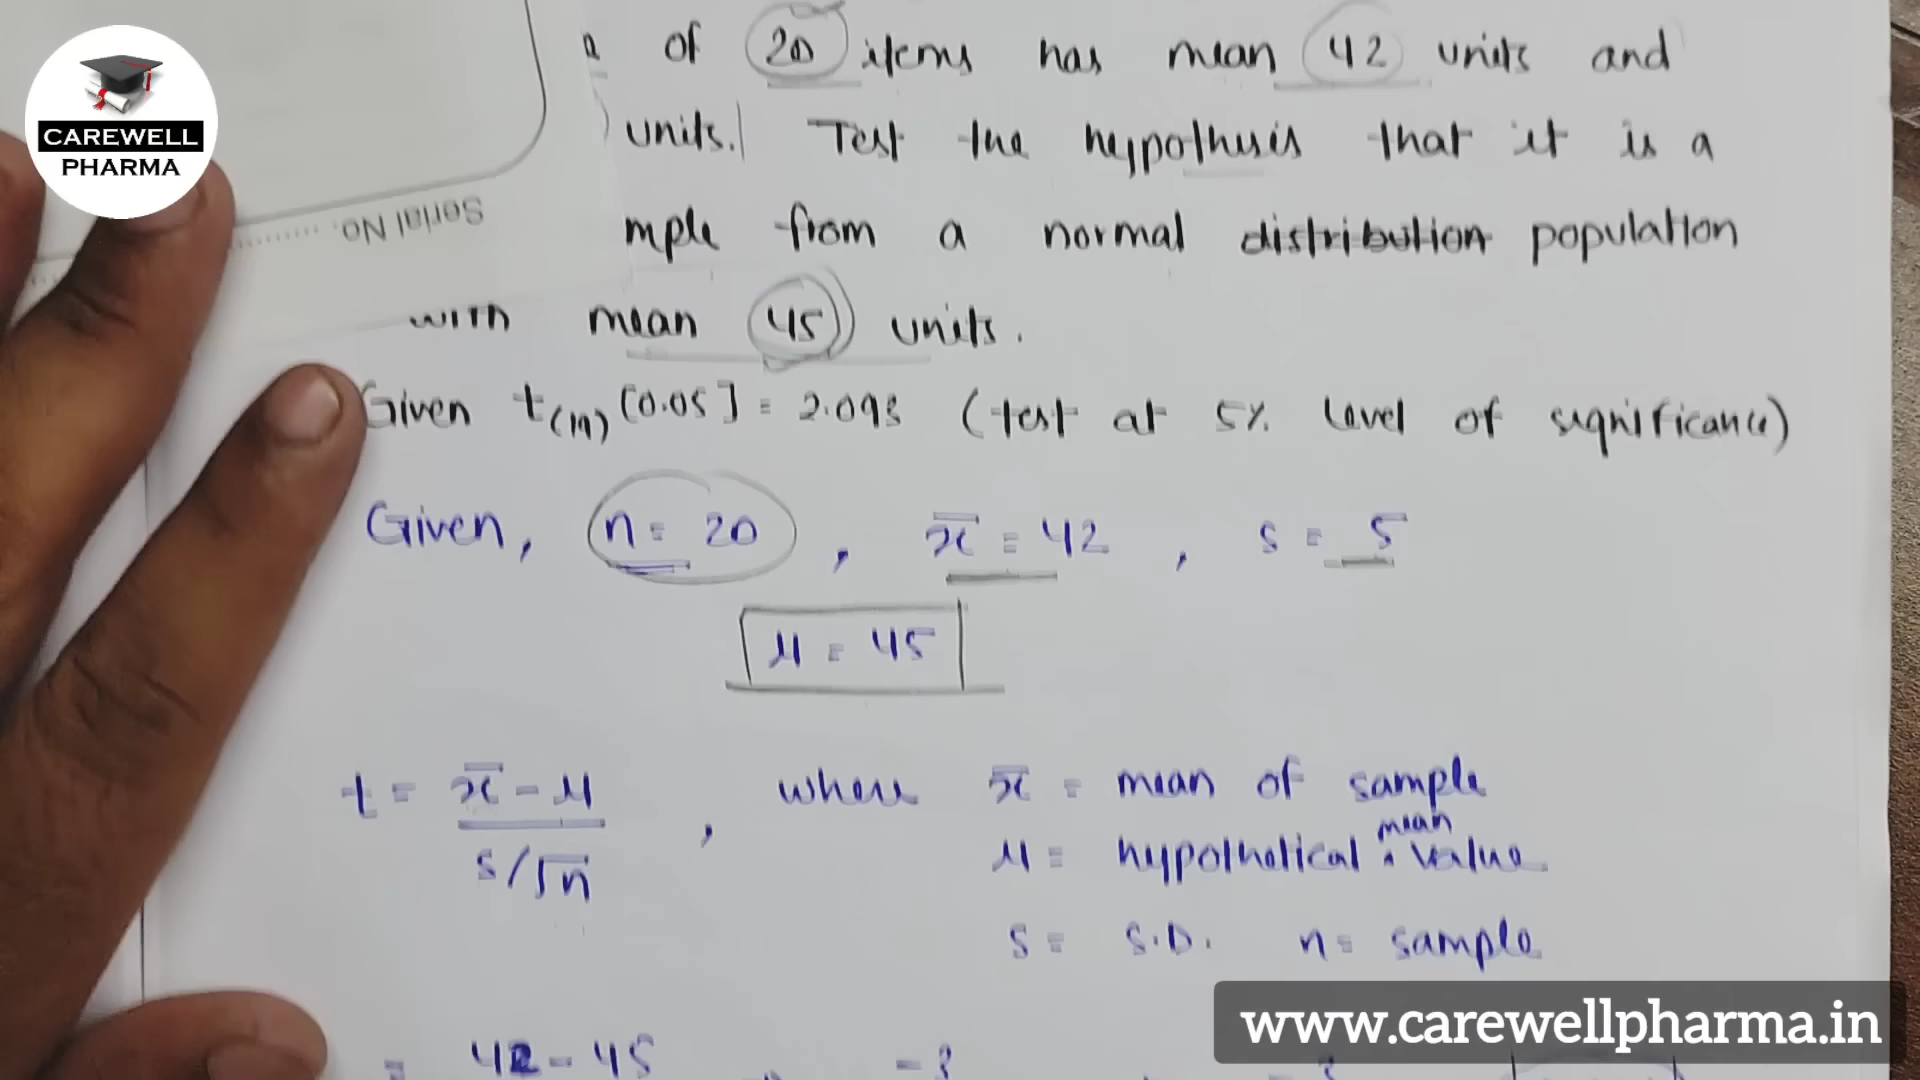 CAREWELL
PHARMA
Serial No. ..........
of 20 items has mean 42 units and
units. Test the hypothesis that it is a
mple from a normal distribution population
with mean 45 units.
Given t(19) [0.05] = 2.093 (test at 5% level of significance)
Given, n = 20 , x̄ = 42 , s = 5
μ = 45
t = x̄ - μ / s/√n , where x̄ = mean of sample
μ = hypothetical mean value
s = S.D. n = sample
= 42 - 45 -3
www.carewellpharma.in